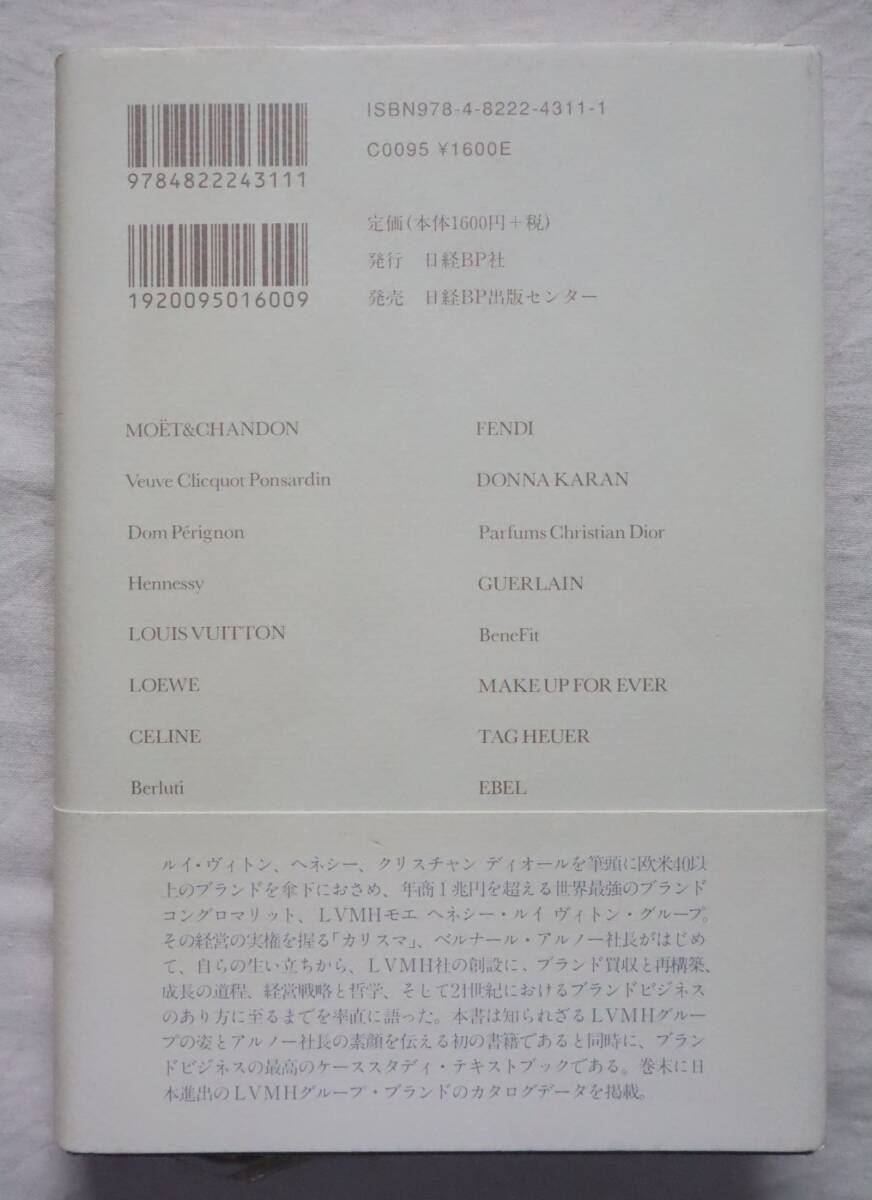 9784822243111
ISBN978-4-8222-4311-1
C0095 ¥1600E
1920095016009
定価(本体1600円+税)
発行　日経BP社
発売　日経BP出版センター
MOËT&CHANDON
Veuve Clicquot Ponsardin
Dom Pérignon
Hennessy
LOUIS VUITTON
LOEWE
CELINE
Berluti
FENDI
DONNA KARAN
Parfums Christian Dior
GUERLAIN
BeneFit
MAKE UP FOR EVER
TAG HEUER
EBEL
ルイ・ヴィトン、ヘネシー、クリスチャン ディオールを筆頭に欧米40以
上のブランドを傘下におさめ、年商1兆円を超える世界最強のブランド
コングロマリット、LVMHモエ ヘネシー・ルイ ヴィトン・グループ。
その経営の実権を握る「カリスマ」、ベルナール・アルノー社長がはじめ
て、自らの生い立ちから、LVMH社の創設に、ブランド買収と再構築、
成長の道程、経営戦略と哲学、そして21世紀におけるブランドビジネス
のあり方に至るまでを率直に語った。本書は知られざるLVMHグルー
プの姿とアルノー社長の素顔を伝える初の書籍であると同時に、ブラン
ドビジネスの最高のケーススタディ・テキストブックである。巻末に日
本進出のLVMHグループ・ブランドのカタログデータを掲載。